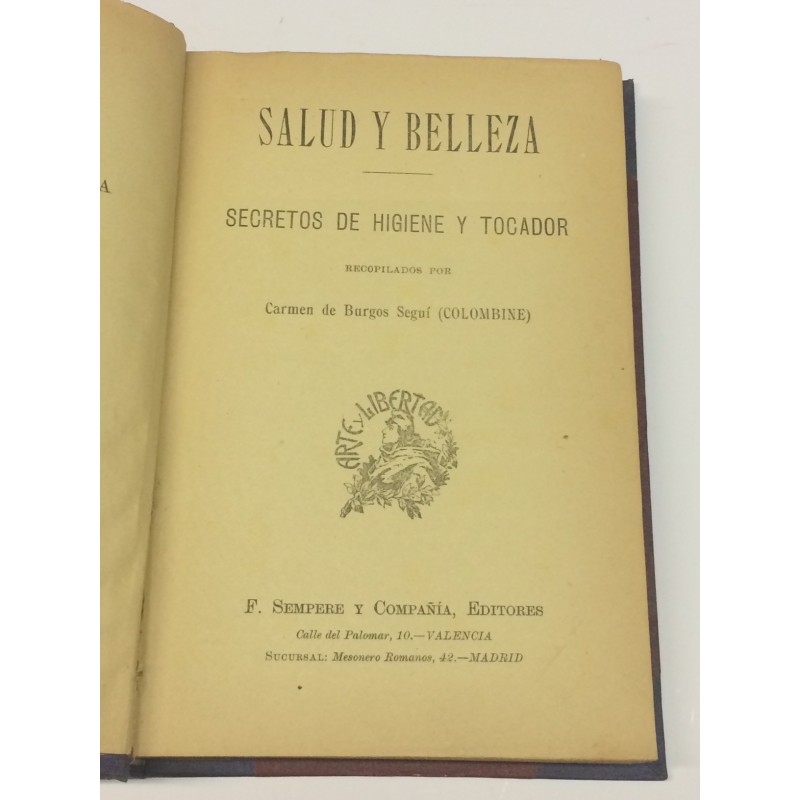 A
SALUD Y BELLEZA
SECRETOS DE HIGIENE Y TOCADOR
RECOPILADOS POR
Carmen de Burgos Seguí (COLOMBINE)
ARTE Y LIBERTAD
F. SEMPERE Y COMPAÑÍA, EDITORES
Calle del Palomar, 10.—VALENCIA
SUCURSAL: Mesonero Romanos, 42.—MADRID